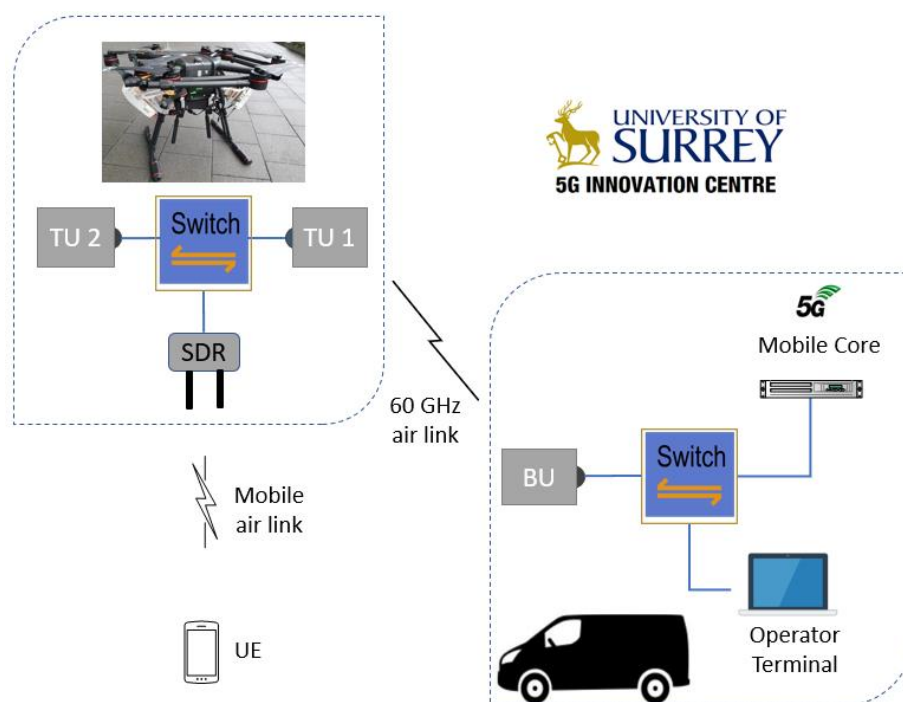 UNIVERSITY OF
SURREY
5G INNOVATION CENTRE
TU 2
Switch
TU 1
SDR
60 GHz
air link
Mobile
air link
UE
5G
Mobile Core
BU
Switch
Operator
Terminal